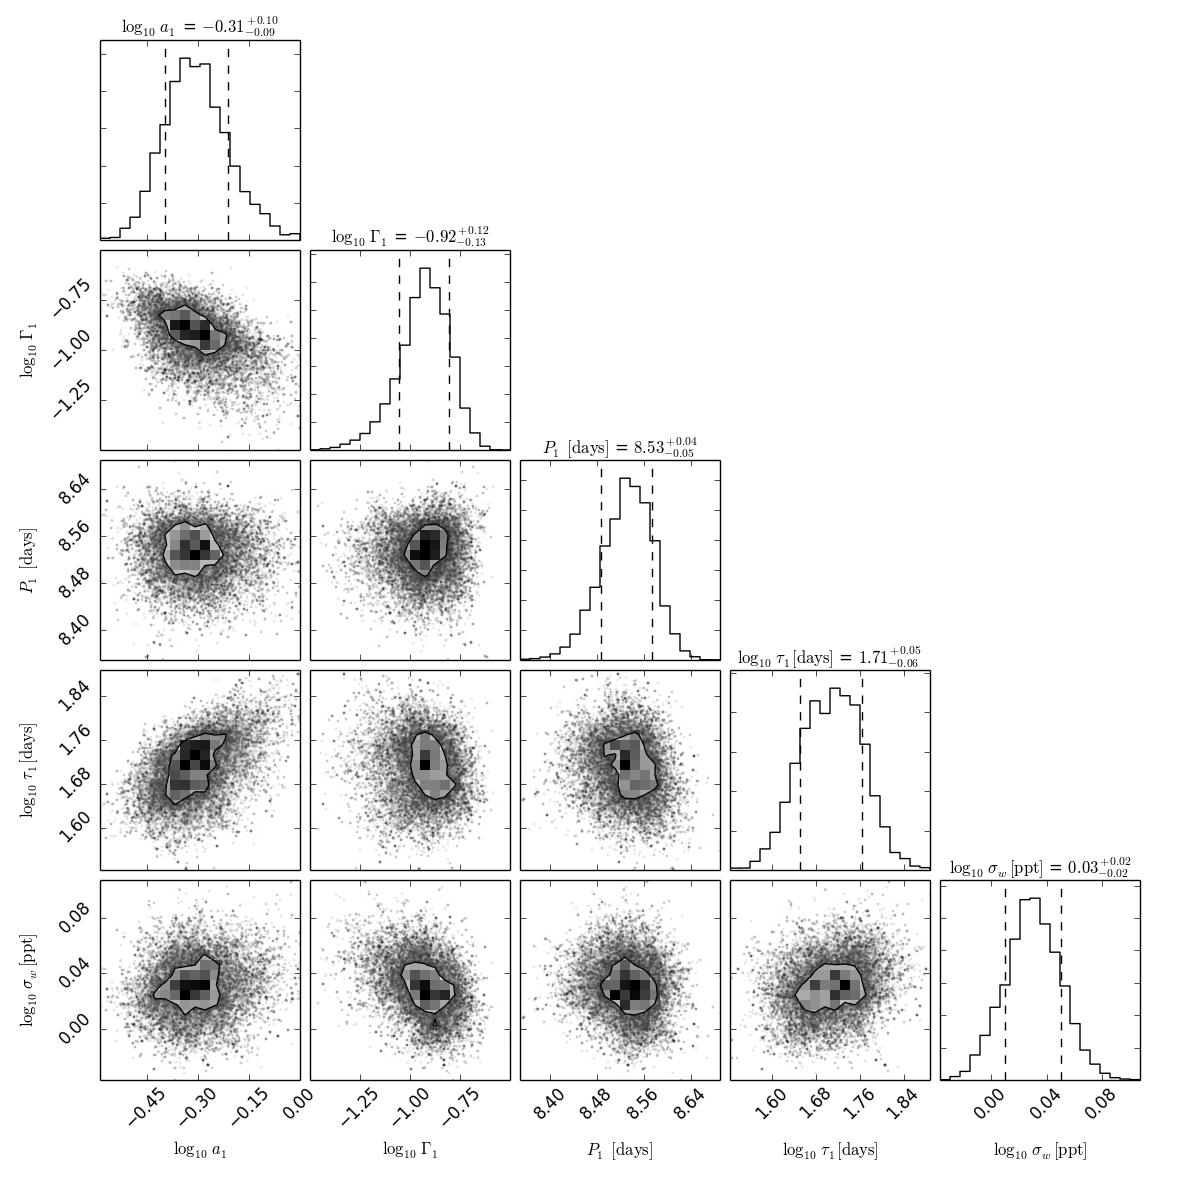 log₁₀ a₁ = −0.31^{+0.10}_{−0.09}
log₁₀ Γ₁ = −0.92^{+0.12}_{−0.13}
−0.75
−1.00
−1.25
log₁₀ Γ₁
P₁ [days] = 8.53^{+0.04}_{−0.05}
8.64
8.56
8.48
8.40
P₁ [days]
log₁₀ τ₁[days] = 1.71^{+0.05}_{−0.06}
1.84
1.76
1.68
1.60
log₁₀ τ₁[days]
log₁₀ σ_w[ppt] = 0.03^{+0.02}_{−0.02}
0.08
0.04
0.00
log₁₀ σ_w[ppt]
−0.45 −0.30 −0.15 0.00 −1.25 −1.00 −0.75 8.40 8.48 8.56 8.64 1.60 1.68 1.76 1.84 0.00 0.04 0.08
log₁₀ a₁ log₁₀ Γ₁ P₁ [days] log₁₀ τ₁[days] log₁₀ σ_w[ppt]